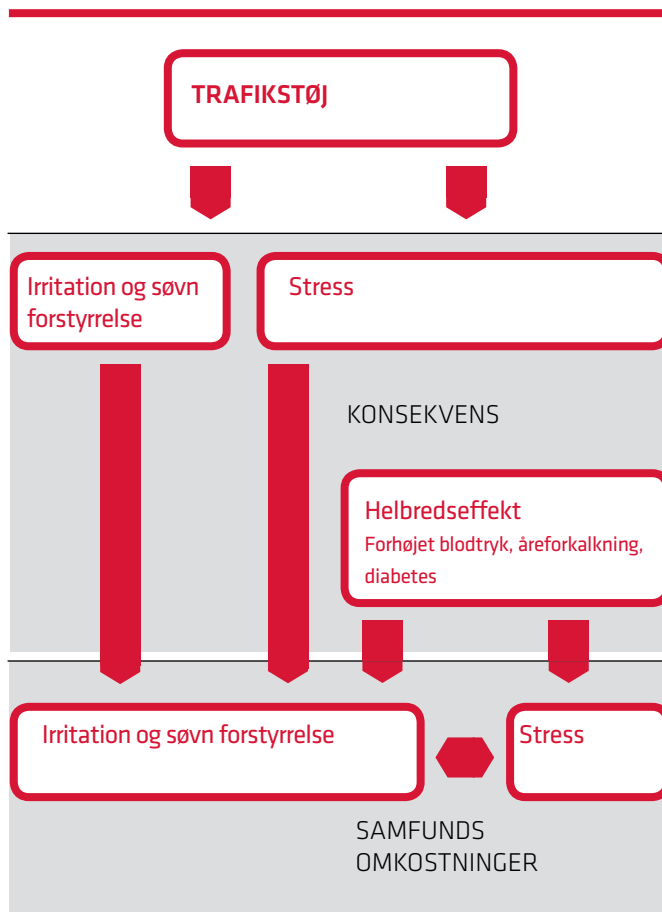 TRAFIKSTØJ
Irritation og søvn
forstyrrelse
Stress
KONSEKVENS
Helbredseffekt
Forhøjet blodtryk, åreforkalkning,
diabetes
Irritation og søvn forstyrrelse
Stress
SAMFUNDS
OMKOSTNINGER